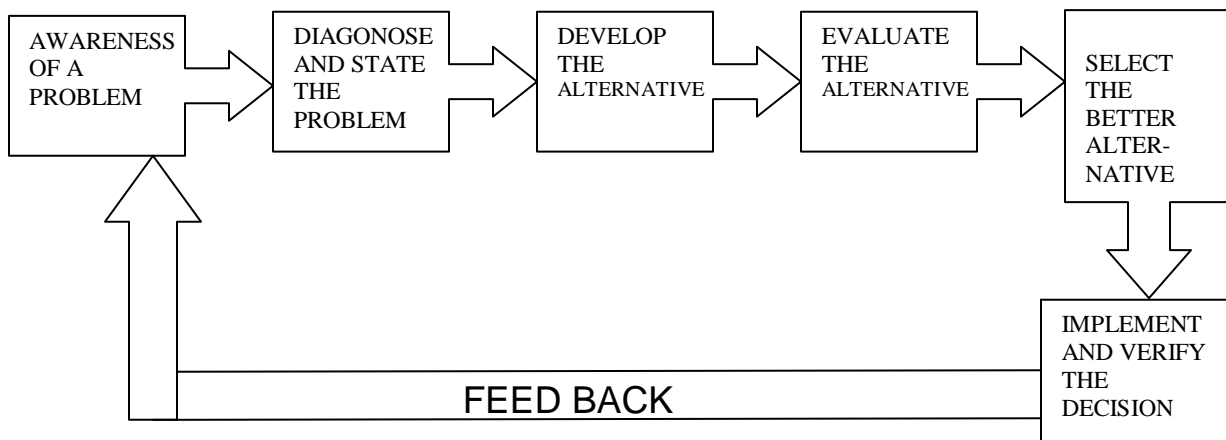 AWARENESS
OF A
PROBLEM
DIAGONOSE
AND STATE
THE
PROBLEM
DEVELOP
THE
ALTERNATIVE
EVALUATE
THE
ALTERNATIVE
SELECT
THE
BETTER
ALTER-
NATIVE
IMPLEMENT
AND VERIFY
THE
DECISION
FEED BACK